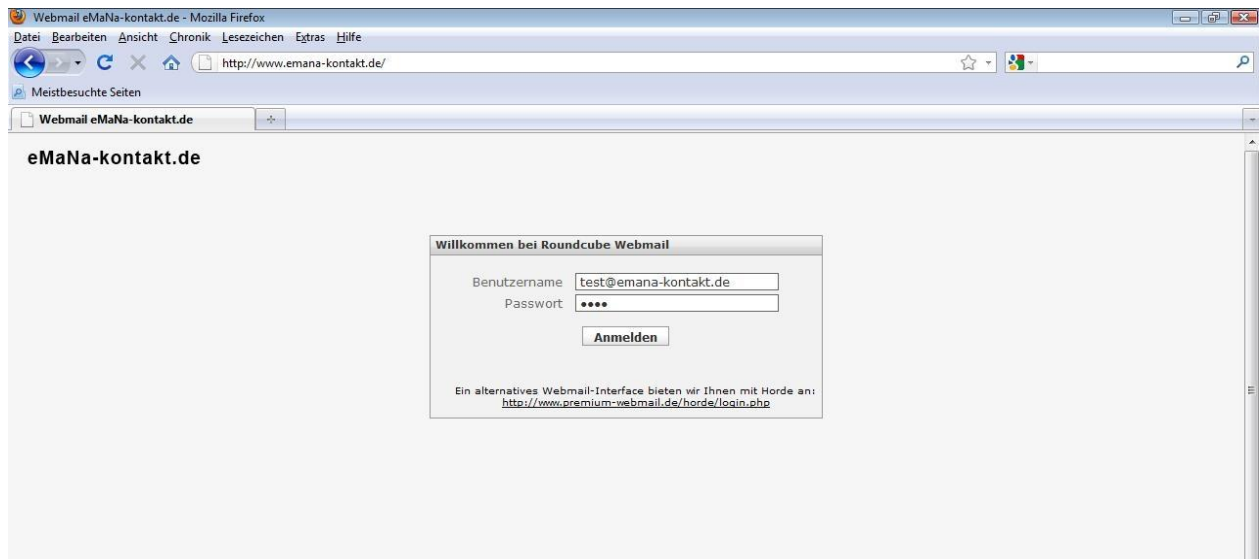 Webmail eMaNa-kontakt.de - Mozilla Firefox
Datei Bearbeiten Ansicht Chronik Lesezeichen Extras Hilfe
http://www.emana-kontakt.de/
Meistbesuchte Seiten
Webmail eMaNa-kontakt.de
eMaNa-kontakt.de
Willkommen bei Roundcube Webmail
Benutzername test@emana-kontakt.de
Passwort ••••
Anmelden
Ein alternatives Webmail-Interface bieten wir Ihnen mit Horde an:
http://www.premium-webmail.de/horde/login.php